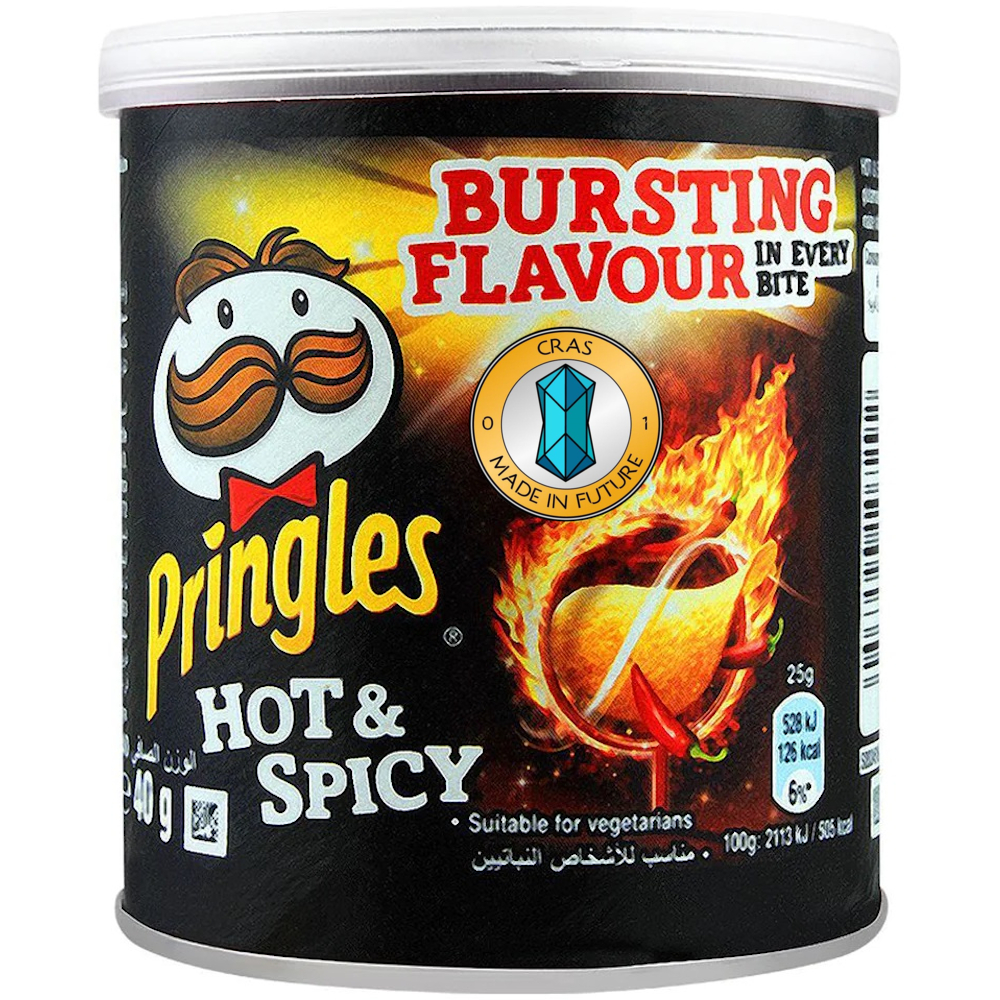 BURSTING
FLAVOUR
IN EVERY
BITE
CRAS
0 1
MADE IN FUTURE
Pringles
®
HOT &
SPICY
25g
528 kJ
126 kcal
6%*
الوزن الصافي
e 40 g
• Suitable for vegetarians
• مناسب للأشخاص النباتيين
100g: 2113 kJ / 505 kcal